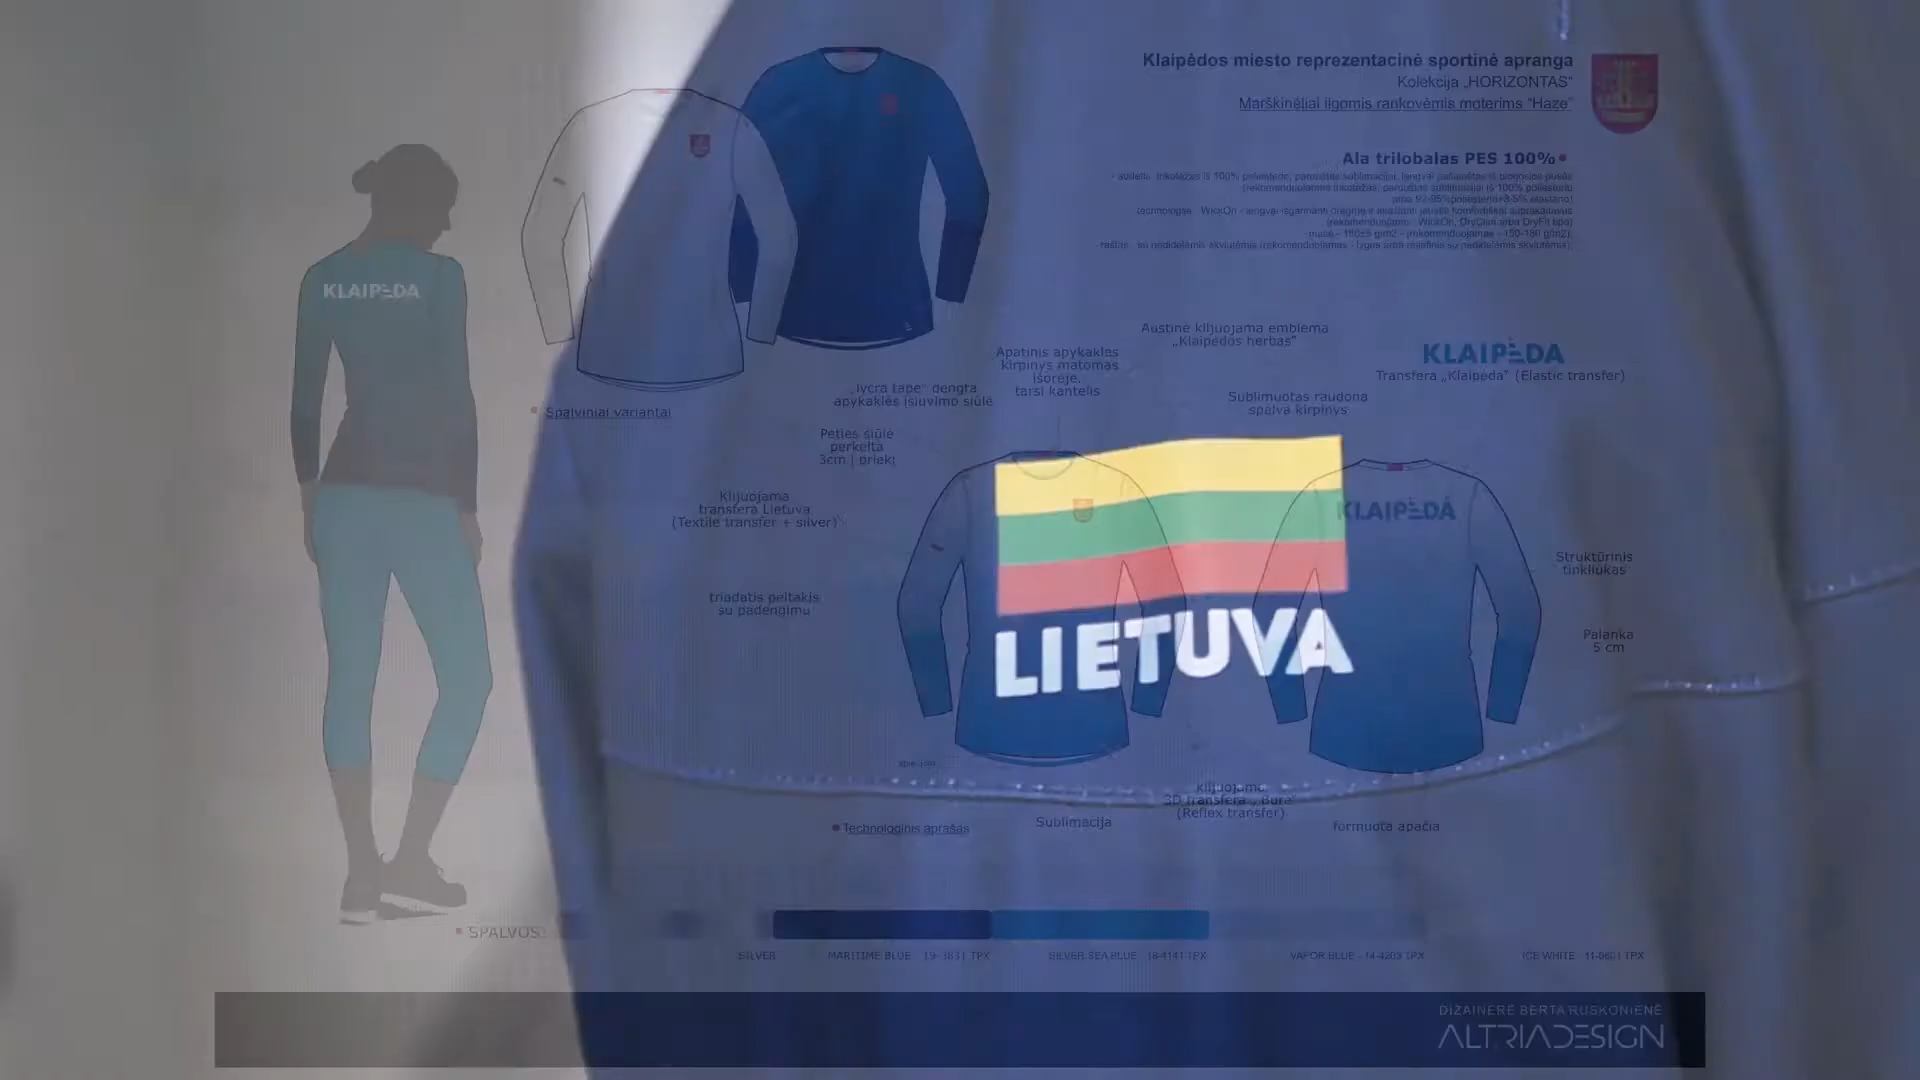 Klaipėdos miesto reprezentacinė sportinė apranga
Kolekcija „HORIZONTAS“
Marškinėliai ilgomis rankovėmis moterims "Haze"
Ala trilobalas PES 100%
KLAIPĖDA
Spalviniai variantai
„lycra tape“ dengta
apykaklės įsiuvimo siūlė
Apatinis apykaklės
kirpinys matomas
išorėje,
tarsi kantelis
Austinė klijuojama emblema
„Klaipėdos herbas“
KLAIPĖDA
Transfera „Klaipėda“ (Elastic transfer)
Sublimuotas raudona
spalva kirpinys
Peties siūlė
perkelta
3cm į priekį
Klijuojama
transfera Lietuva
(Textile transfer + silver)
triadatis peltakis
su padengimu
KLAIPĖDA
LIETUVA
Struktūrinis
tinkliukas
Palanka
5 cm
Technologinis aprašas
Sublimacija
klijuojama
3D transfera „Burė“
(Reflex transfer)
formuota apačia
SPALVOS:
SILVER
MARITIME BLUE 19-3831 TPX
SILVER SEA BLUE 18-4141 TPX
VAPOR BLUE - 14-4203 TPX
ICE WHITE 11-0601 TPX
DIZAINERĖ BERTA RUSKONIENĖ
ALTRIADESIGN